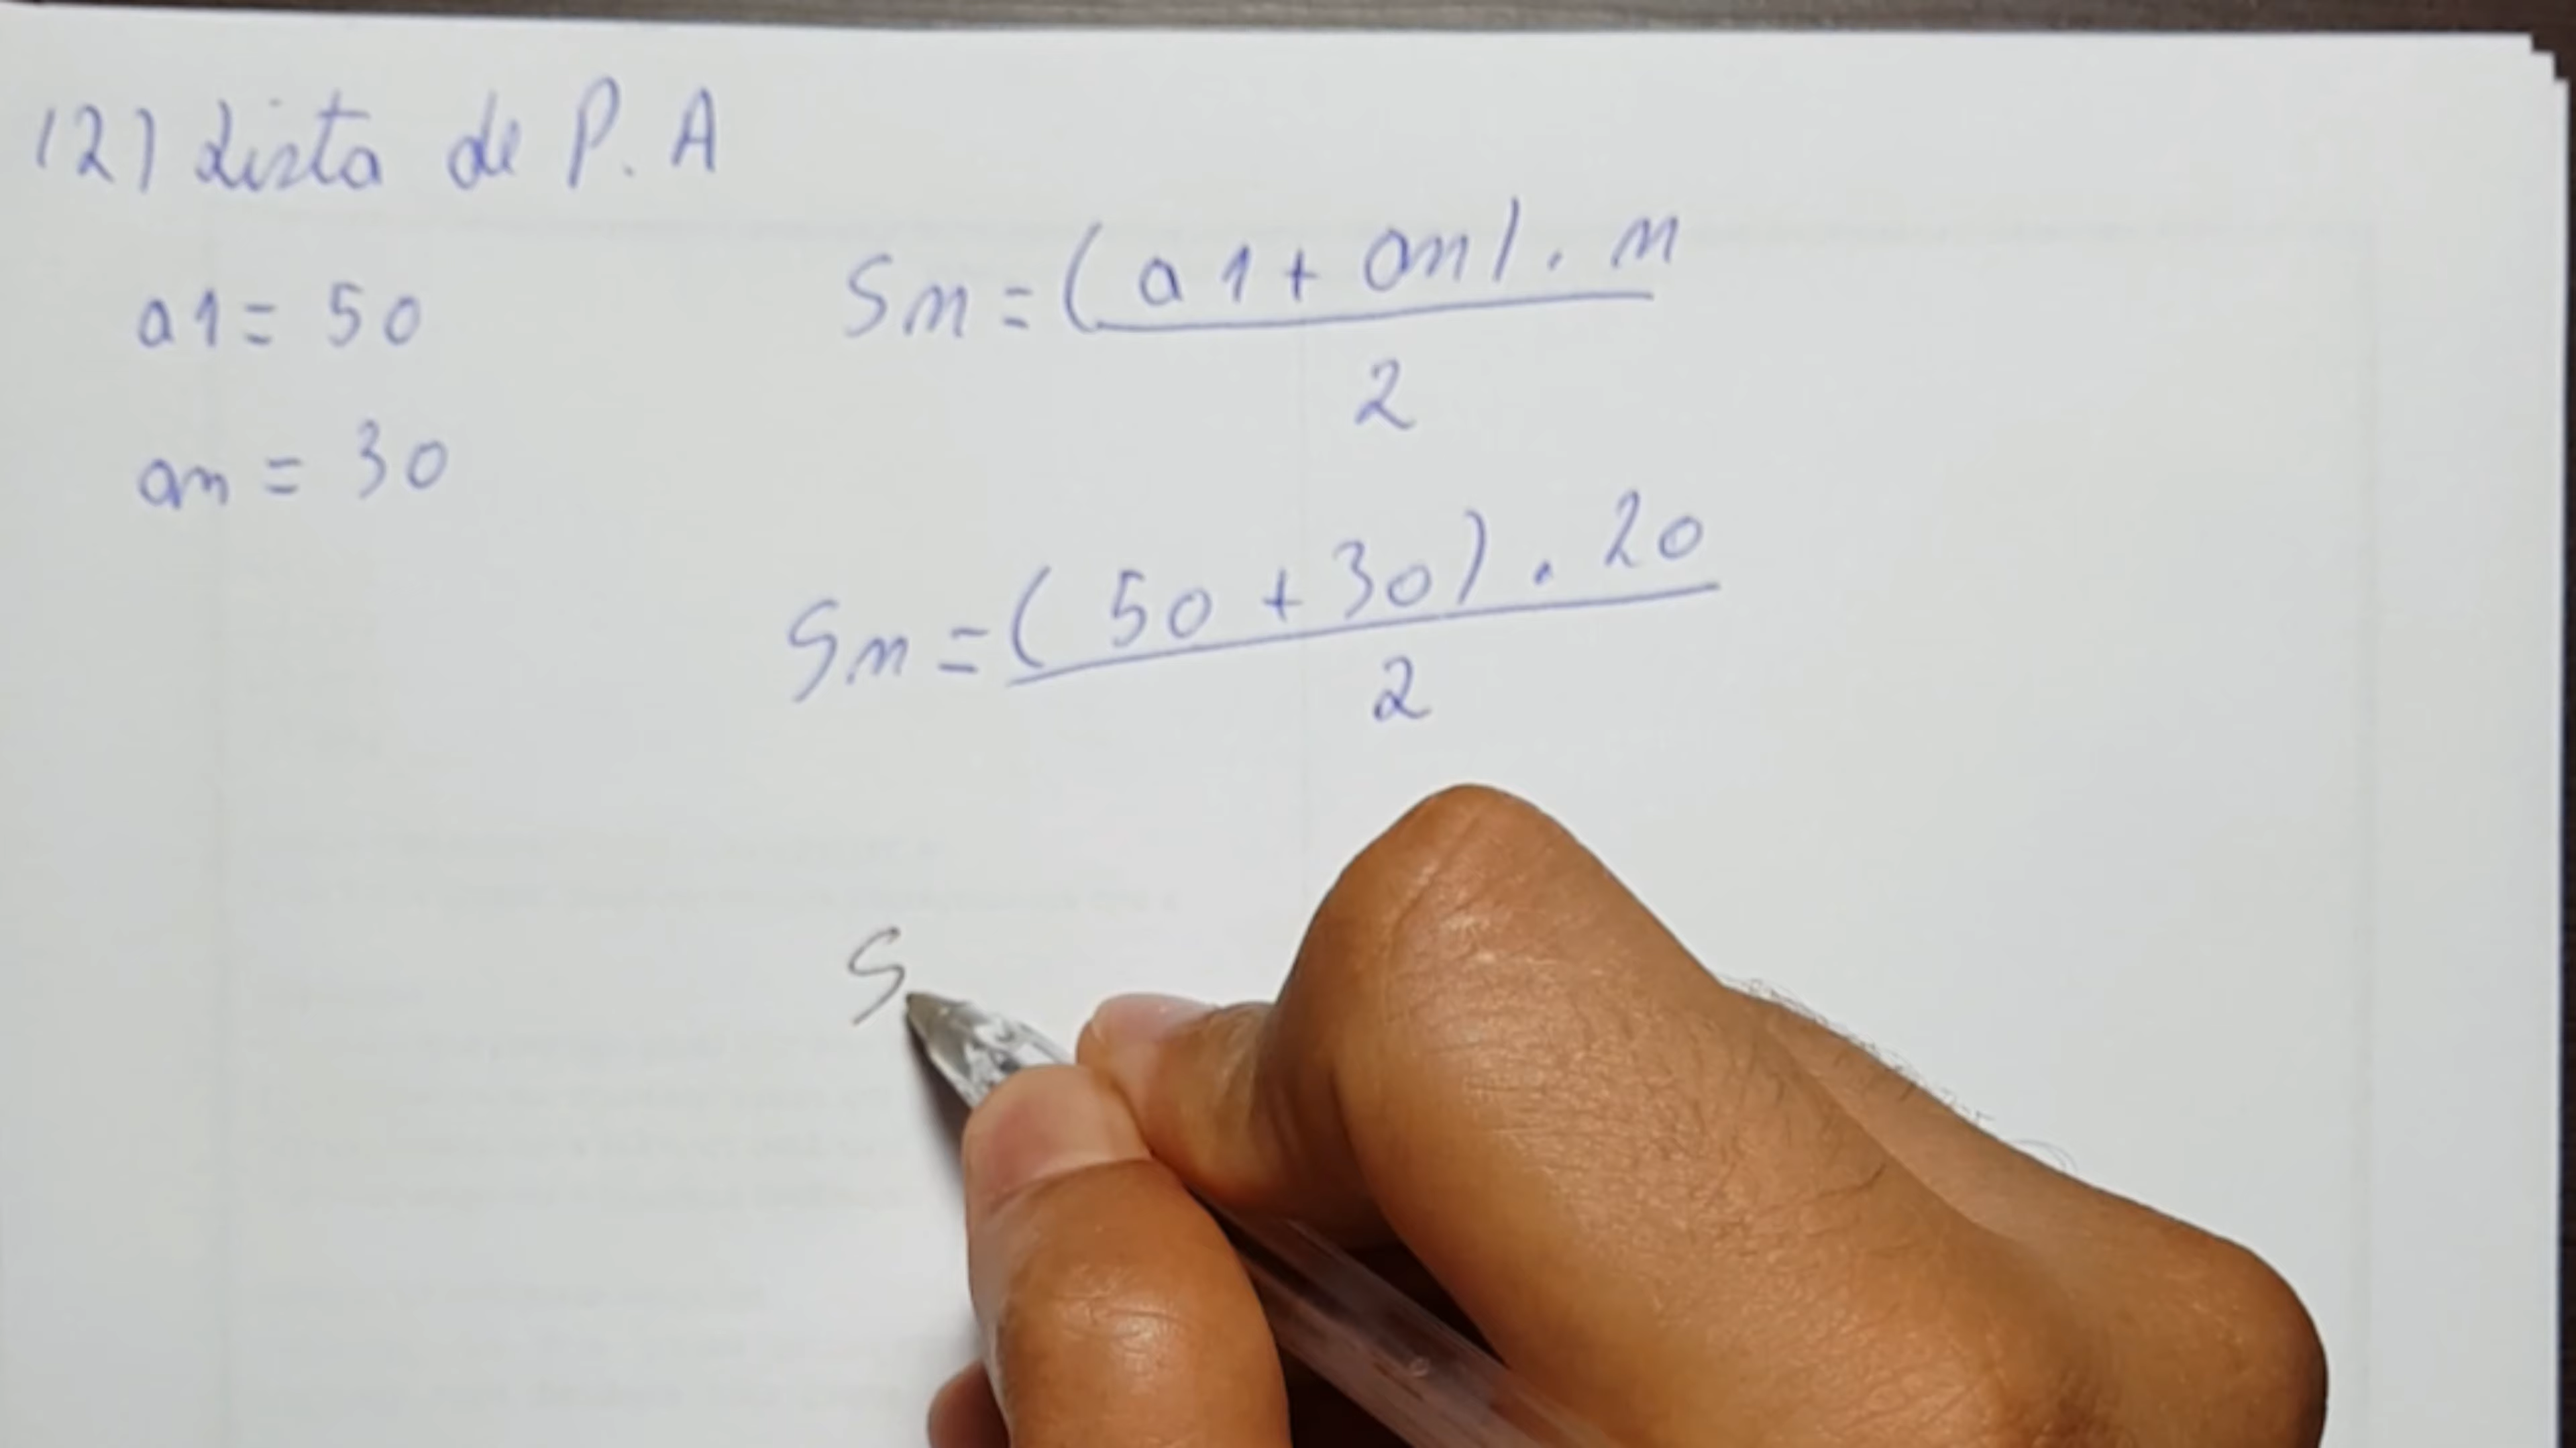 12) Lista de P. A
a1 = 50
an = 30
Sn = (a1 + an) . n
2
Sn = (50 + 30) . 20
2
S